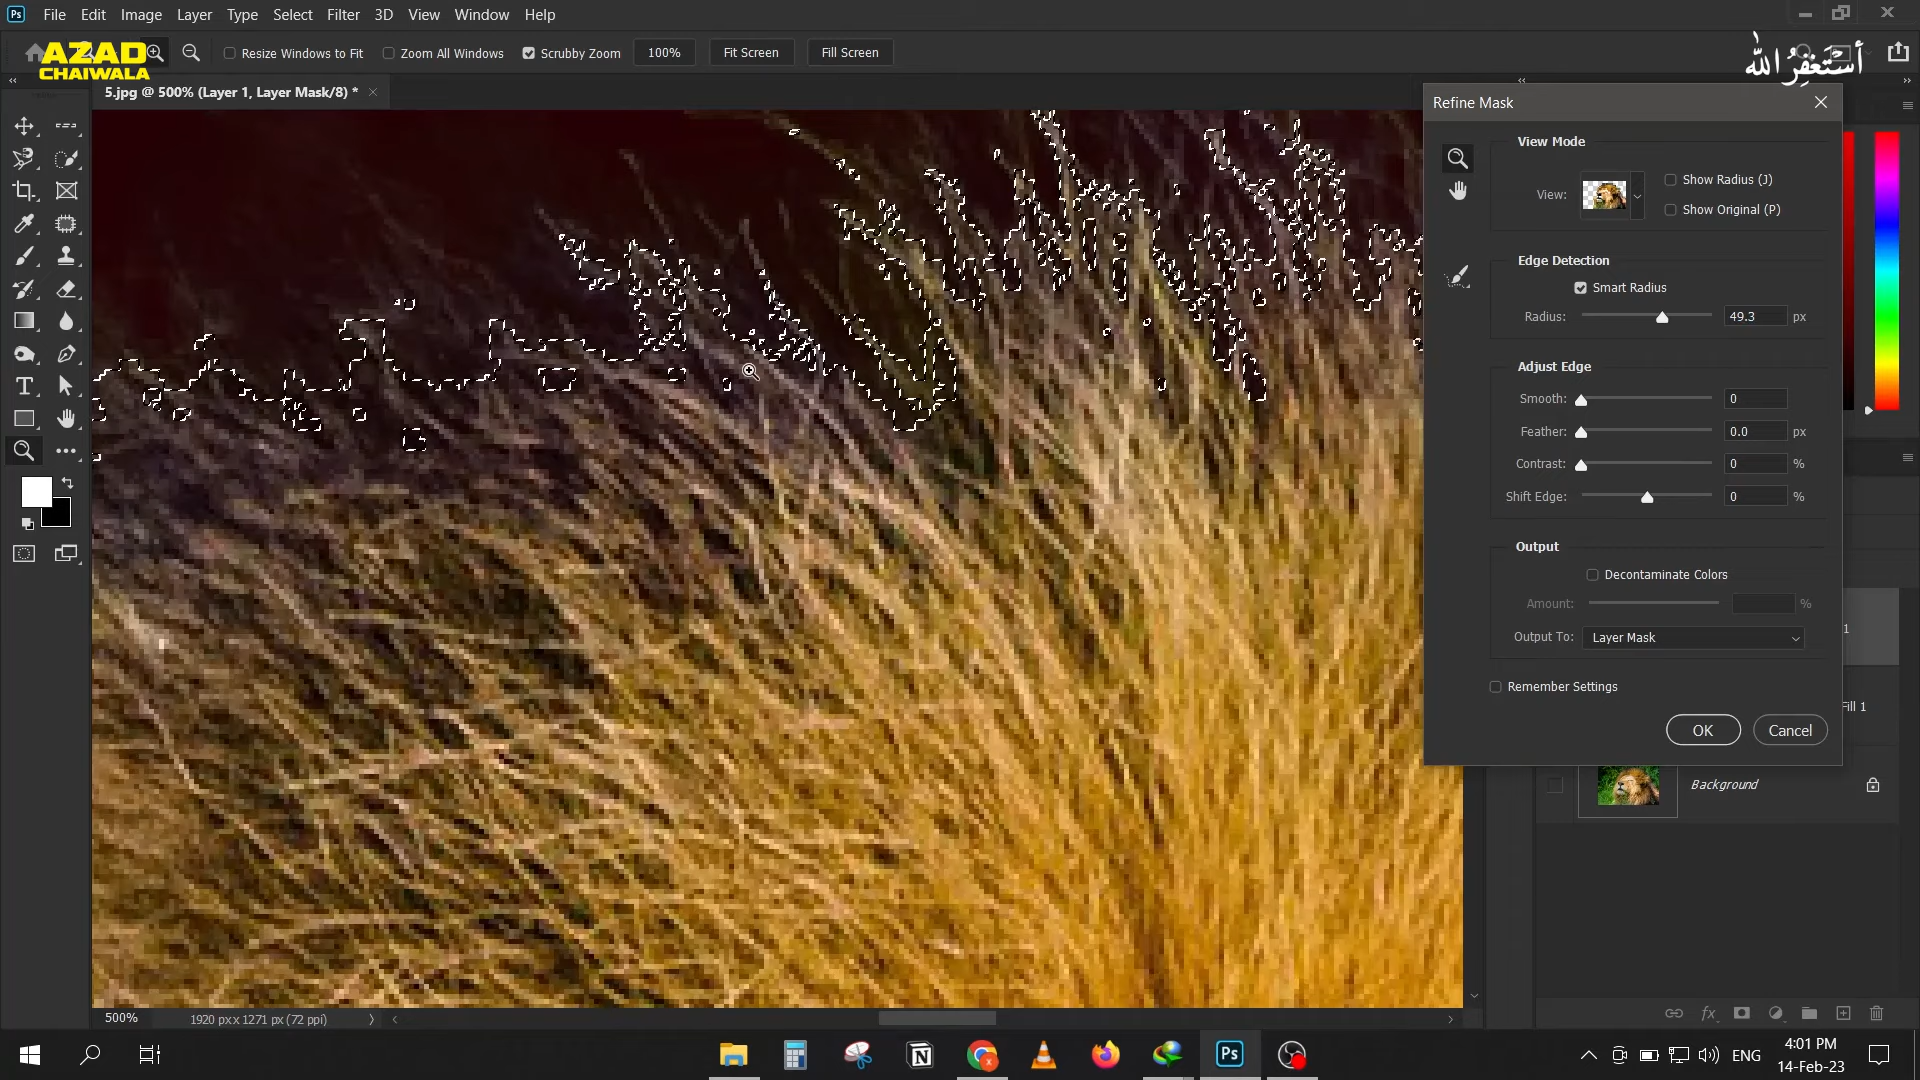 File Edit Image Layer Type Select Filter 3D View Window Help
AZAD
CHAIWALA
Resize Windows to Fit Zoom All Windows Scrubby Zoom 100% Fit Screen Fill Screen
أستغفر الله
5.jpg @ 500% (Layer 1, Layer Mask/8) *
Refine Mask
View Mode
View:
Show Radius (J)
Show Original (P)
Edge Detection
Smart Radius
Radius: 49.3 px
Adjust Edge
Smooth: 0
Feather: 0.0 px
Contrast: 0 %
Shift Edge: 0 %
Output
Decontaminate Colors
Amount: %
Output To: Layer Mask
Remember Settings
OK Cancel
1
Fill 1
Background
500% 1920 px x 1271 px (72 ppi)
ENG
4:01 PM
14-Feb-23